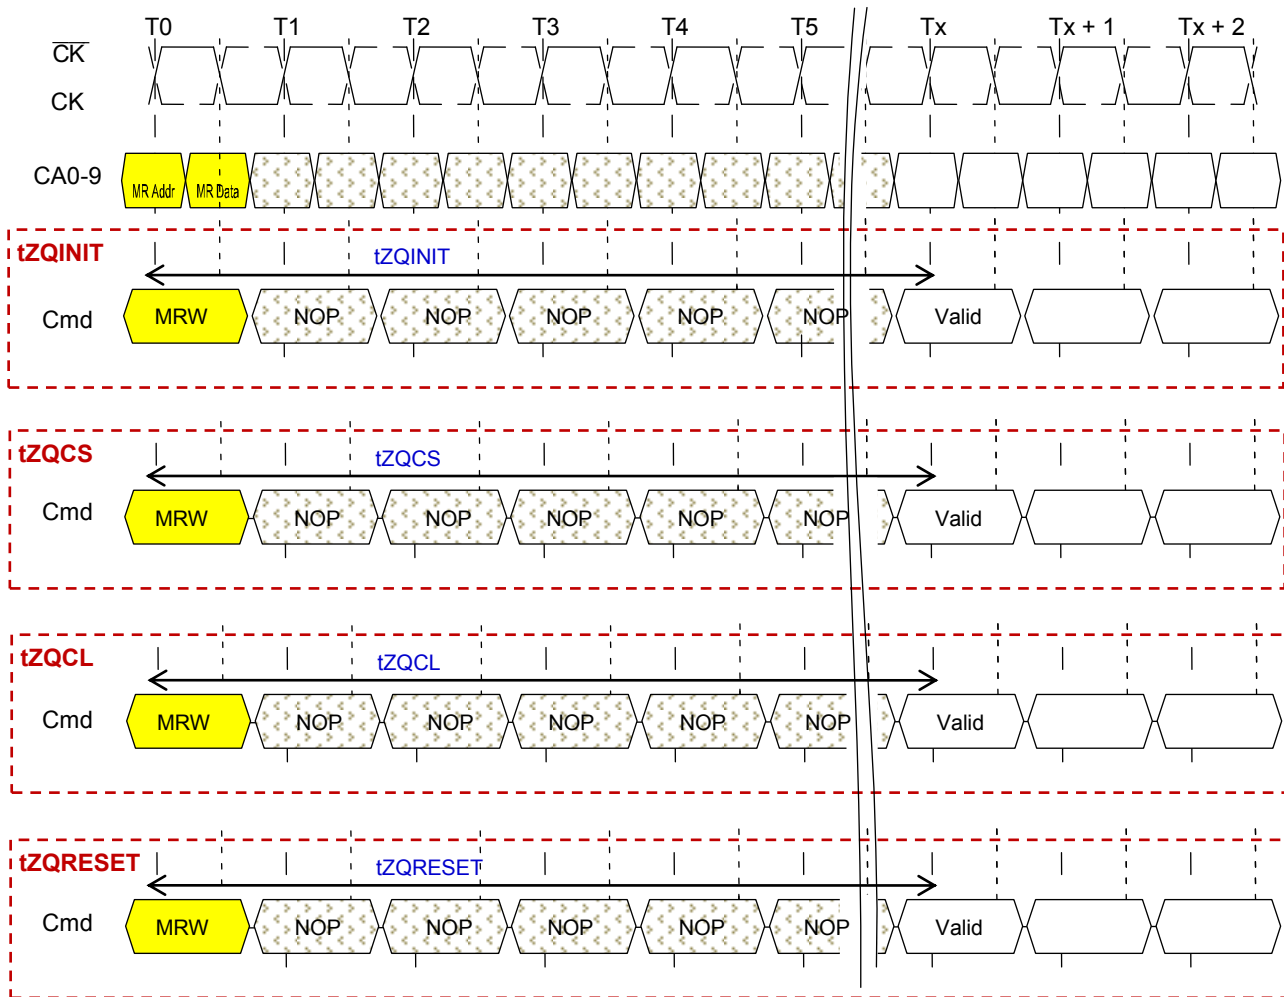 T0 T1 T2 T3 T4 T5 Tx Tx + 1 Tx + 2
CK
CK
CA0-9 MR Addr MR Data
tZQINIT
tZQINIT
Cmd MRW NOP NOP NOP NOP NOP Valid
tZQCS
tZQCS
Cmd MRW NOP NOP NOP NOP NOP Valid
tZQCL
tZQCL
Cmd MRW NOP NOP NOP NOP NOP Valid
tZQRESET
tZQRESET
Cmd MRW NOP NOP NOP NOP NOP Valid